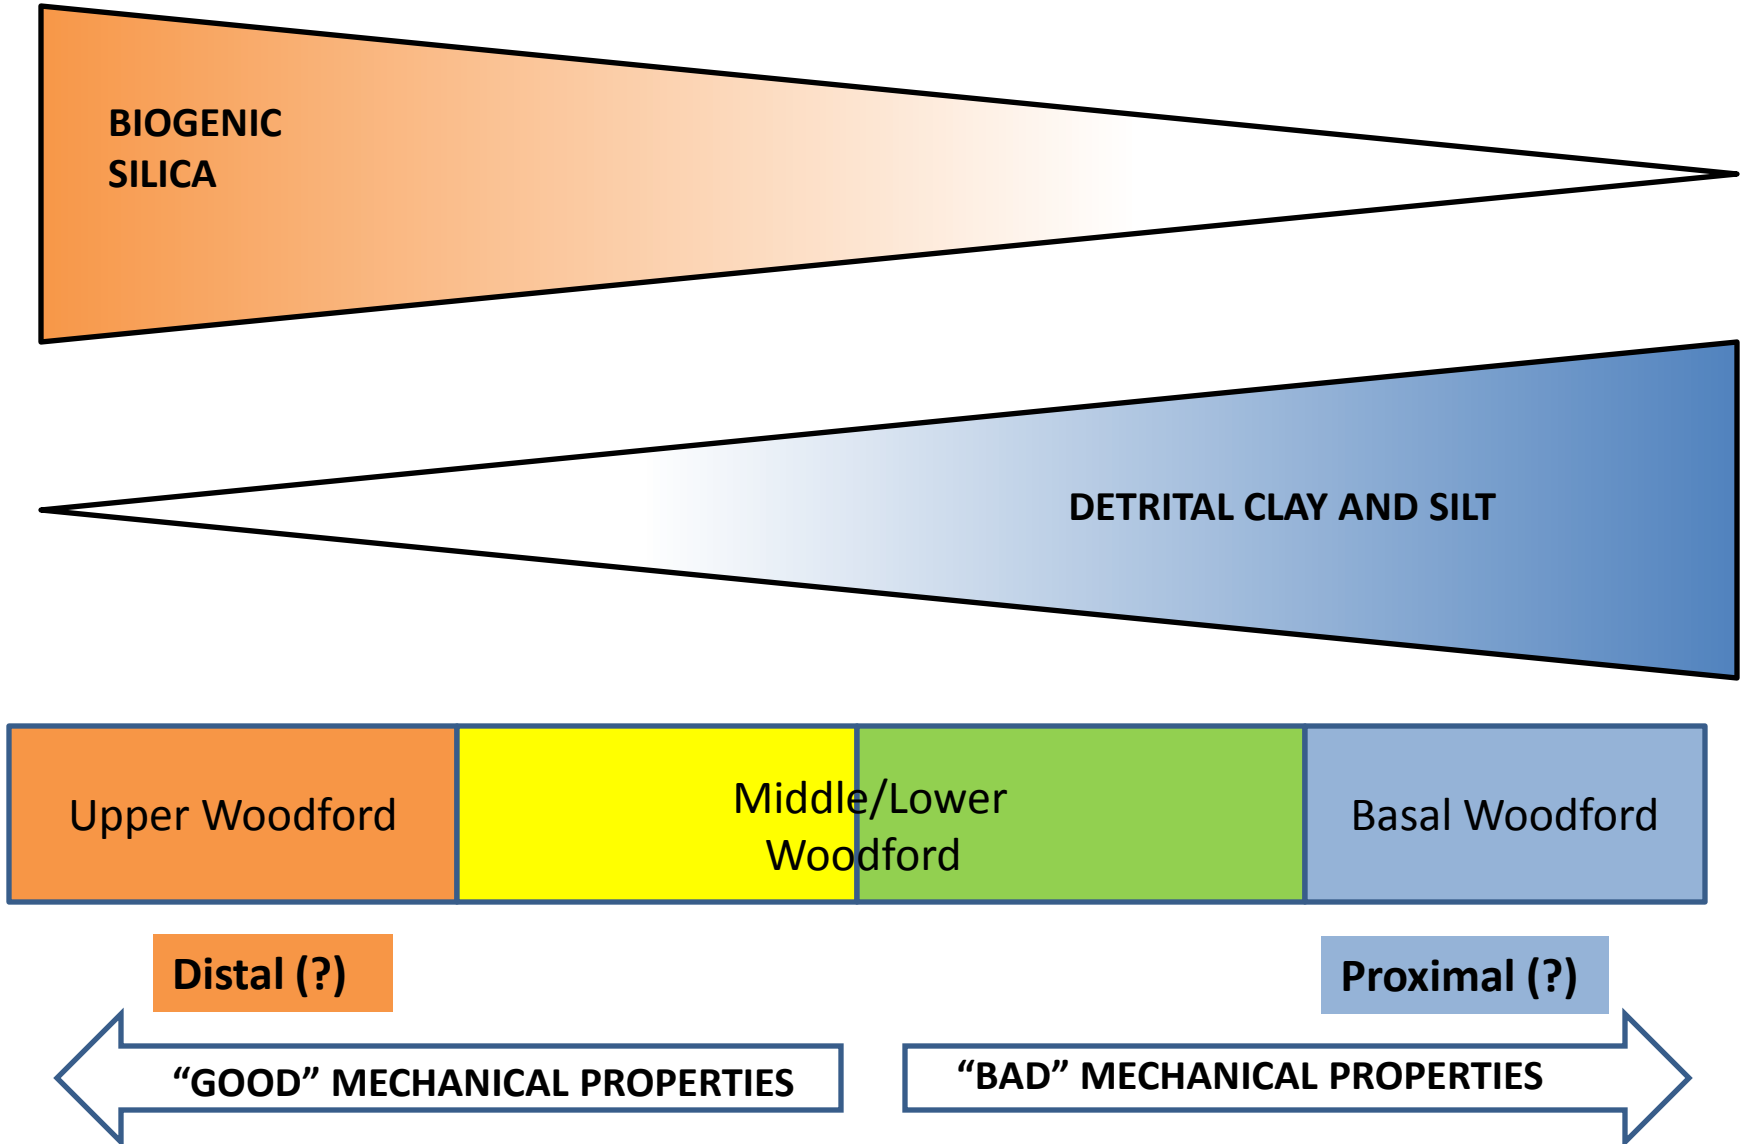 BIOGENIC
SILICA
DETRITAL CLAY AND SILT
Upper Woodford
Middle/Lower
Woodford
Basal Woodford
Distal (?)
Proximal (?)
“GOOD” MECHANICAL PROPERTIES
“BAD” MECHANICAL PROPERTIES